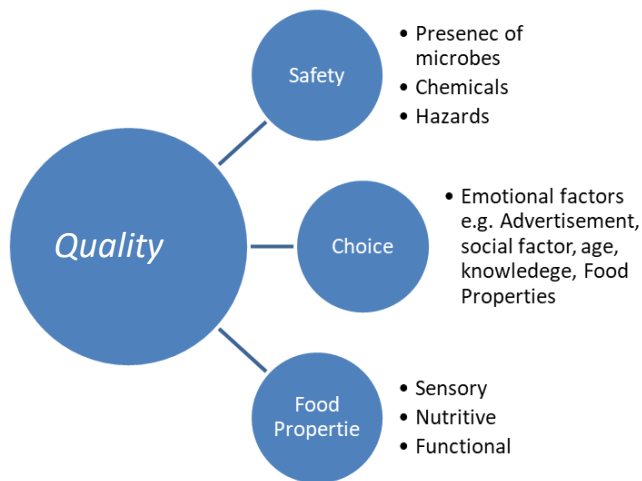 Quality
Safety
• Presenec of
microbes
• Chemicals
• Hazards
Choice
• Emotional factors
e.g. Advertisement,
social factor, age,
knowledege, Food
Properties
Food
Propertie
• Sensory
• Nutritive
• Functional